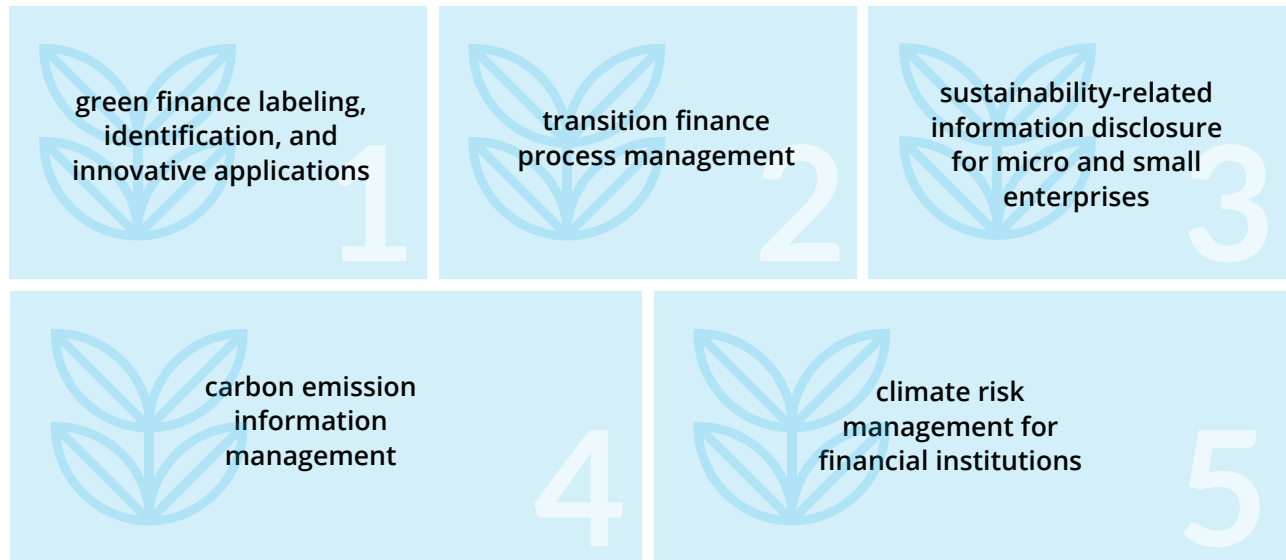 green finance labeling,
identification, and
innovative applications
1
transition finance
process management
2
sustainability-related
information disclosure
for micro and small
enterprises
3
carbon emission
information
management
4
climate risk
management for
financial institutions
5